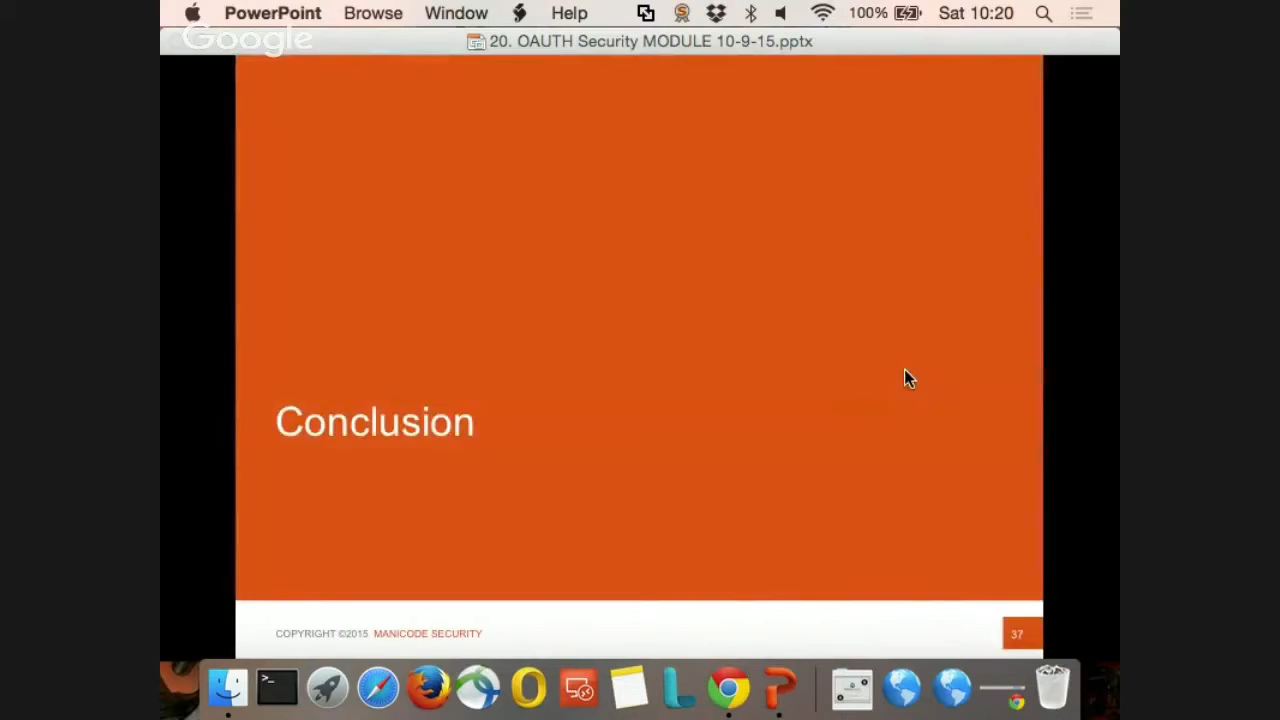 PowerPoint Browse Window Help 100% Sat 10:20
Google
20. OAUTH Security MODULE 10-9-15.pptx
Conclusion
COPYRIGHT ©2015 MANICODE SECURITY
37